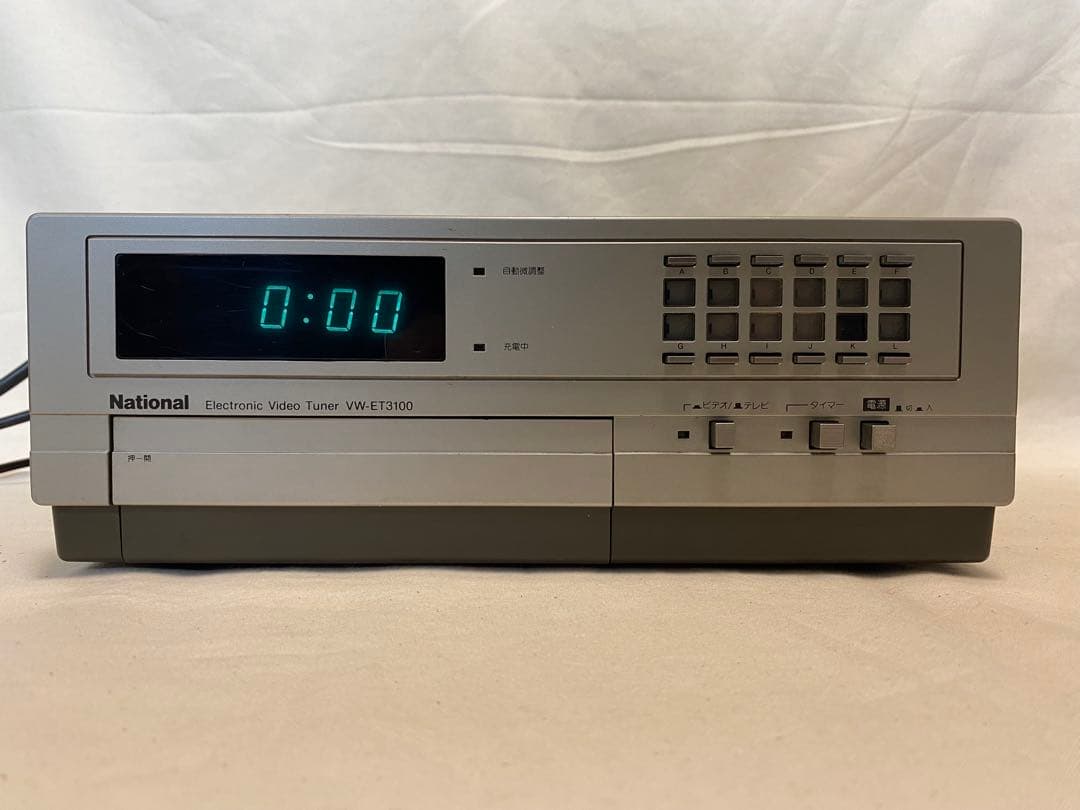 0:00
自動微調整
充電中
A B C D E F
G H I J K L
National Electronic Video Tuner VW-ET3100
ビデオ/テレビ
タイマー
電源 切 入
押-開